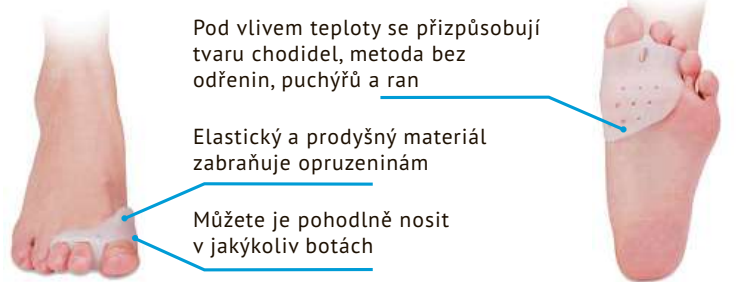 Pod vlivem teploty se přizpůsobují
tvaru chodidel, metoda bez
odřenin, puchýřů a ran
Elastický a prodyšný materiál
zabraňuje opruzeninám
Můžete je pohodlně nosit
v jakýkoliv botách